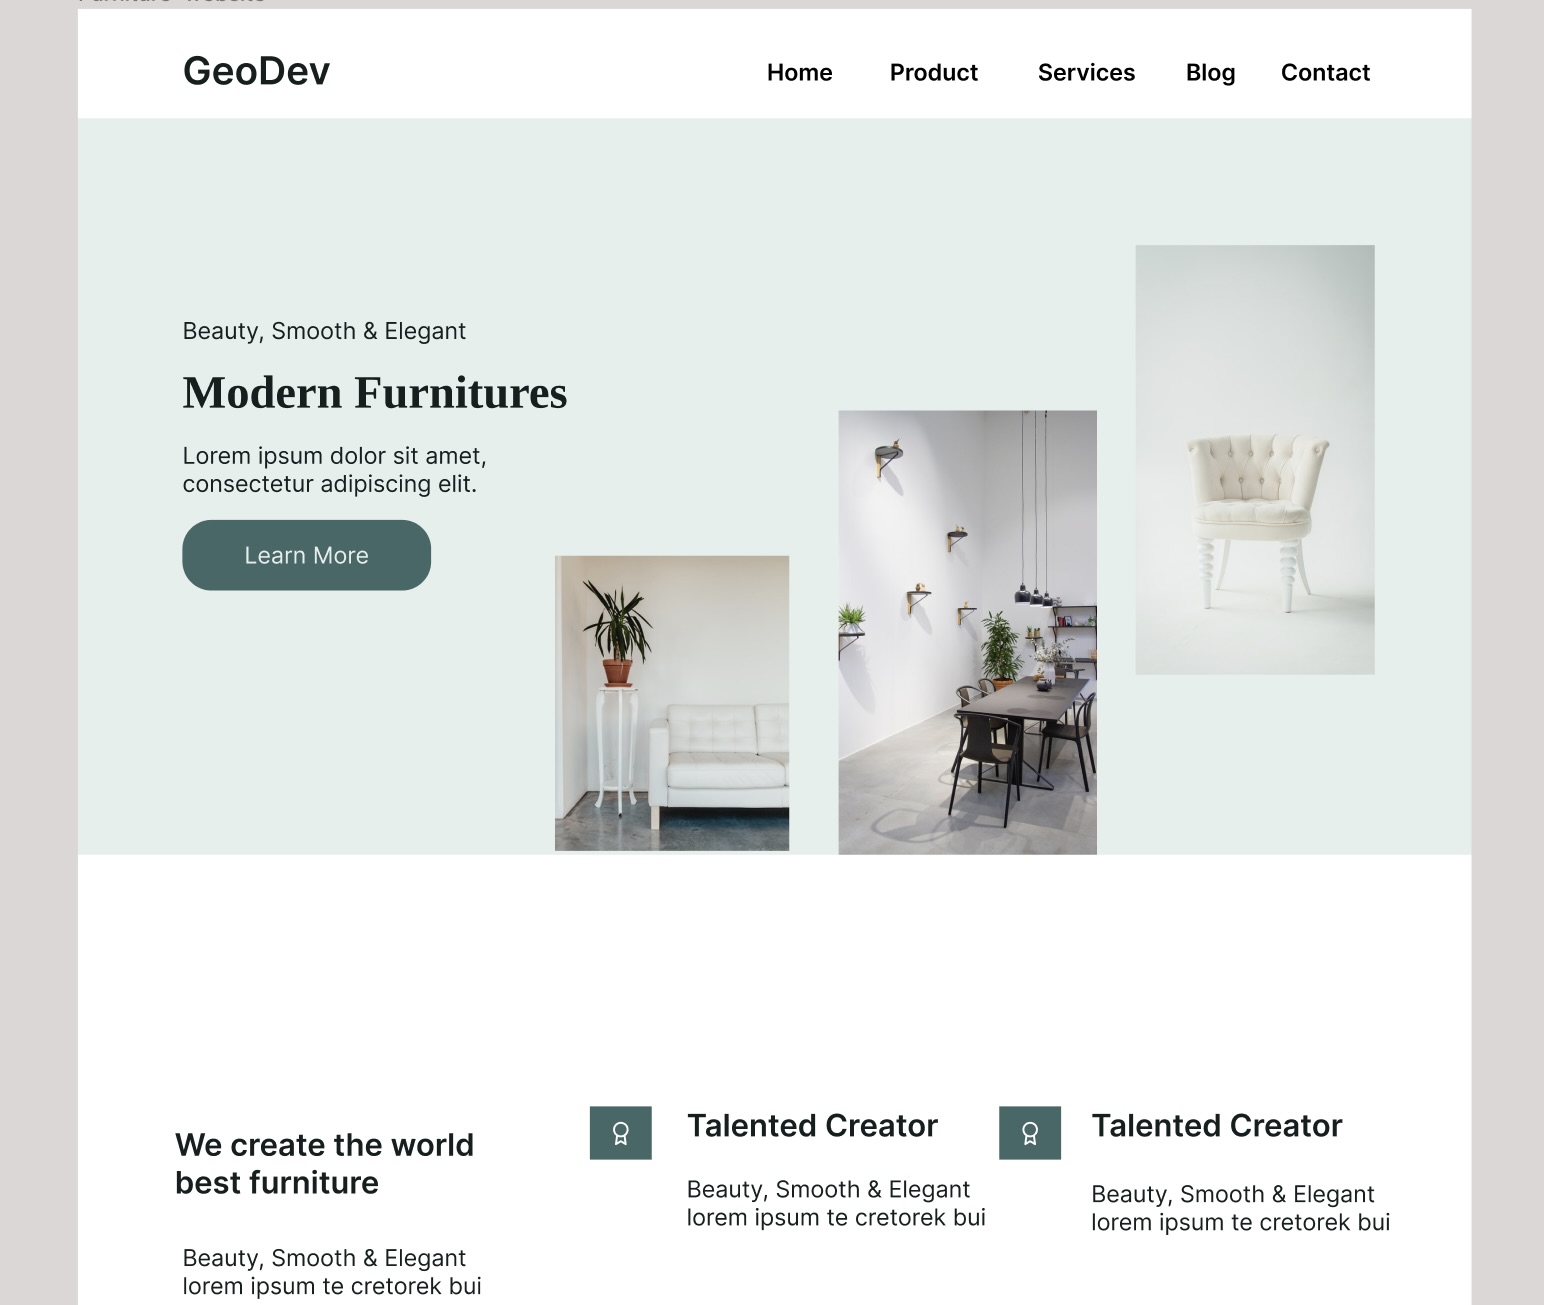 GeoDev
Home Product Services Blog Contact
Beauty, Smooth & Elegant
Modern Furnitures
Lorem ipsum dolor sit amet,
consectetur adipiscing elit.
Learn More
We create the world
best furniture
Beauty, Smooth & Elegant
lorem ipsum te cretorek bui
Talented Creator
Beauty, Smooth & Elegant
lorem ipsum te cretorek bui
Talented Creator
Beauty, Smooth & Elegant
lorem ipsum te cretorek bui